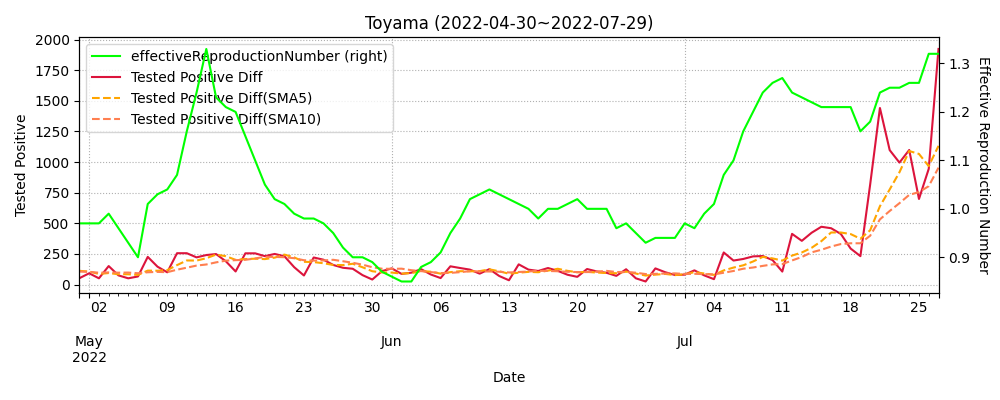 Toyama (2022-04-30~2022-07-29)
effectiveReproductionNumber (right)
Tested Positive Diff
Tested Positive Diff(SMA5)
Tested Positive Diff(SMA10)
Tested Positive
2000
1750
1500
1250
1000
750
500
250
0
1.3
1.2
1.1
1.0
0.9
Effective Reproduction Number
02 09 16 23 30 06 13 20 27 04 11 18 25
May Jun Jul
2022
Date